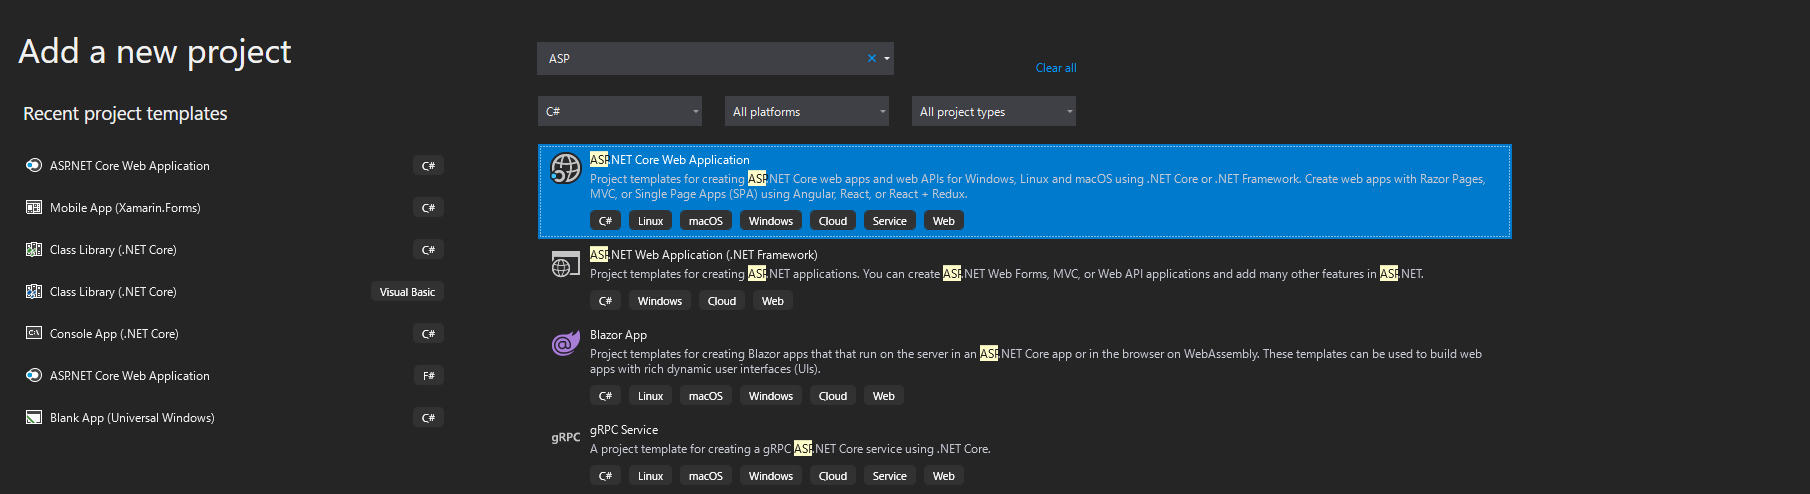 Add a new project
Recent project templates
ASP.NET Core Web Application C#
Mobile App (Xamarin.Forms) C#
Class Library (.NET Core) C#
Class Library (.NET Core) Visual Basic
Console App (.NET Core) C#
ASP.NET Core Web Application F#
Blank App (Universal Windows) C#
ASP
Clear all
C# All platforms All project types
ASP.NET Core Web Application
Project templates for creating ASP.NET Core web apps and web APIs for Windows, Linux and macOS using .NET Core or .NET Framework. Create web apps with Razor Pages,
MVC, or Single Page Apps (SPA) using Angular, React, or React + Redux.
C# Linux macOS Windows Cloud Service Web
ASP.NET Web Application (.NET Framework)
Project templates for creating ASP.NET applications. You can create ASP.NET Web Forms, MVC, or Web API applications and add many other features in ASP.NET.
C# Windows Cloud Web
Blazor App
Project templates for creating Blazor apps that that run on the server in an ASP.NET Core app or in the browser on WebAssembly. These templates can be used to build web
apps with rich dynamic user interfaces (UIs).
C# Linux macOS Windows Cloud Web
gRPC
gRPC Service
A project template for creating a gRPC ASP.NET Core service using .NET Core.
C# Linux macOS Windows Cloud Service Web